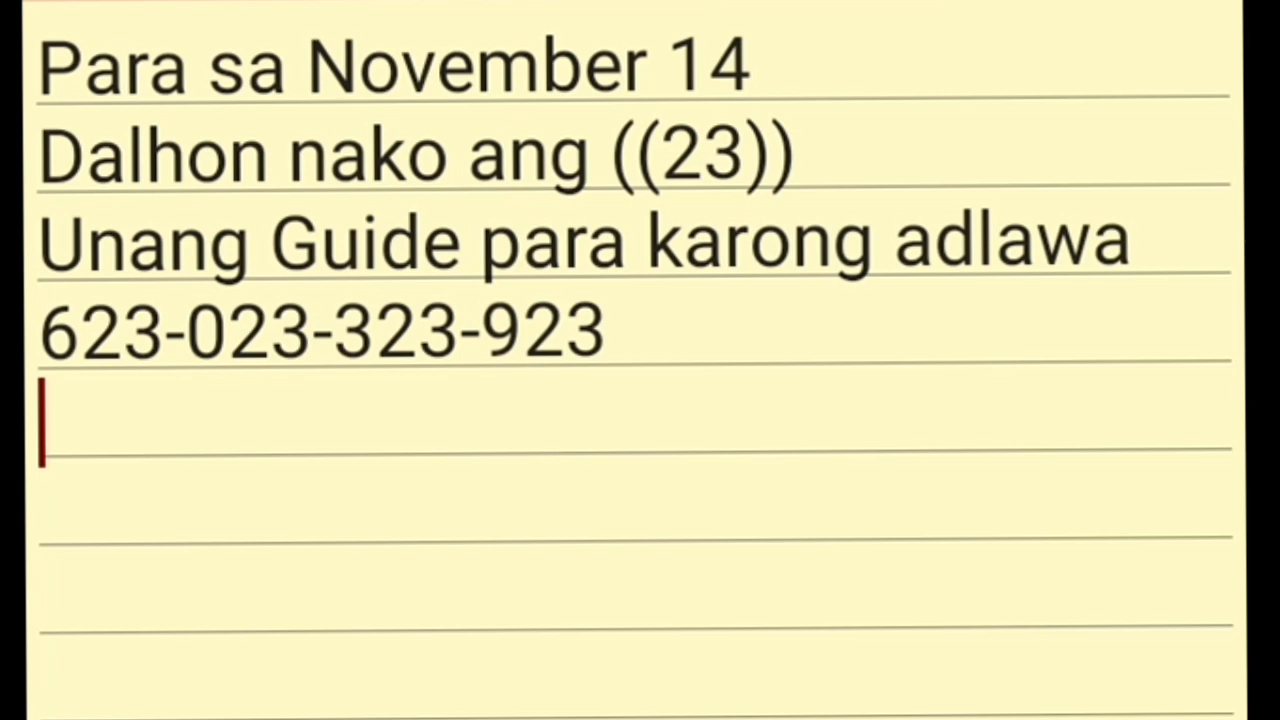 Para sa November 14
Dalhon nako ang ((23))
Unang Guide para karong adlawa
623-023-323-923